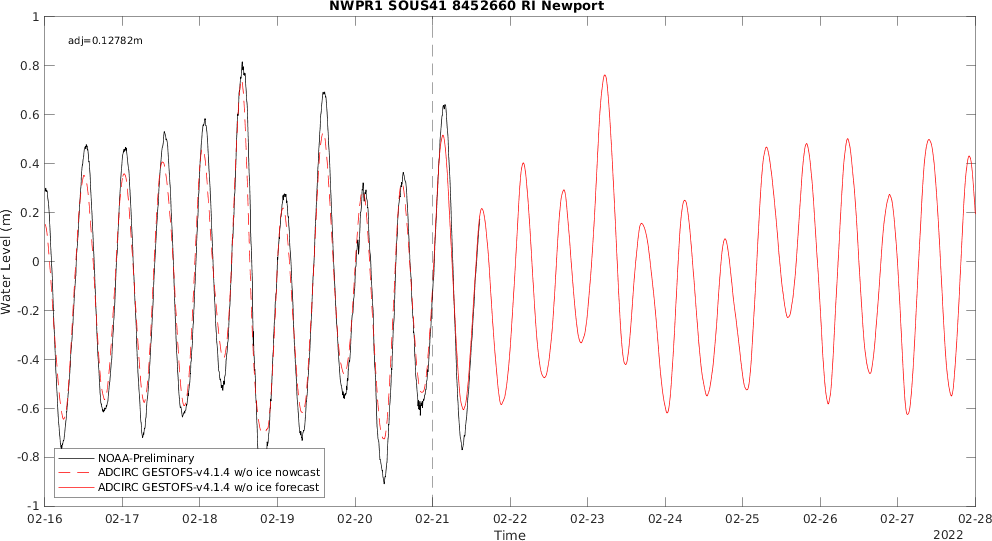 NWPR1 SOUS41 8452660 RI Newport
adj=0.12782m
1
0.8
0.6
0.4
0.2
0
-0.2
-0.4
-0.6
-0.8
-1
Water Level (m)
NOAA-Preliminary
ADCIRC GESTOFS-v4.1.4 w/o ice nowcast
ADCIRC GESTOFS-v4.1.4 w/o ice forecast
02-16 02-17 02-18 02-19 02-20 02-21 02-22 02-23 02-24 02-25 02-26 02-27 02-28
Time
2022